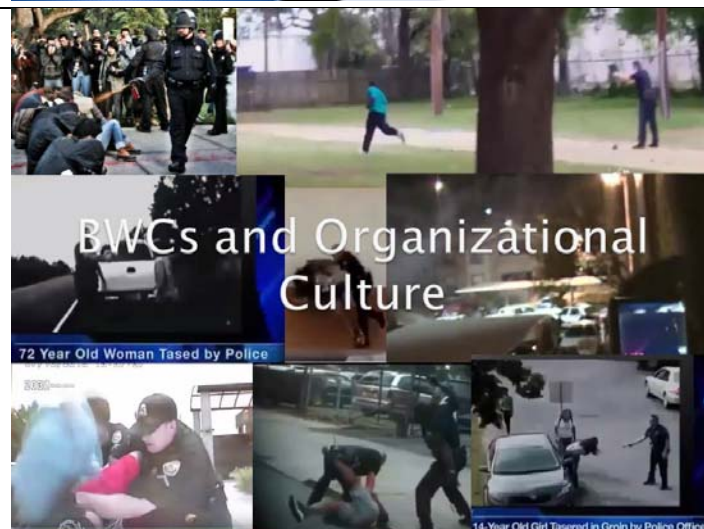 BWCs and Organizational
Culture
72 Year Old Woman Tased by Police
14-Year Old Girl Tasered in Groin by Police Office